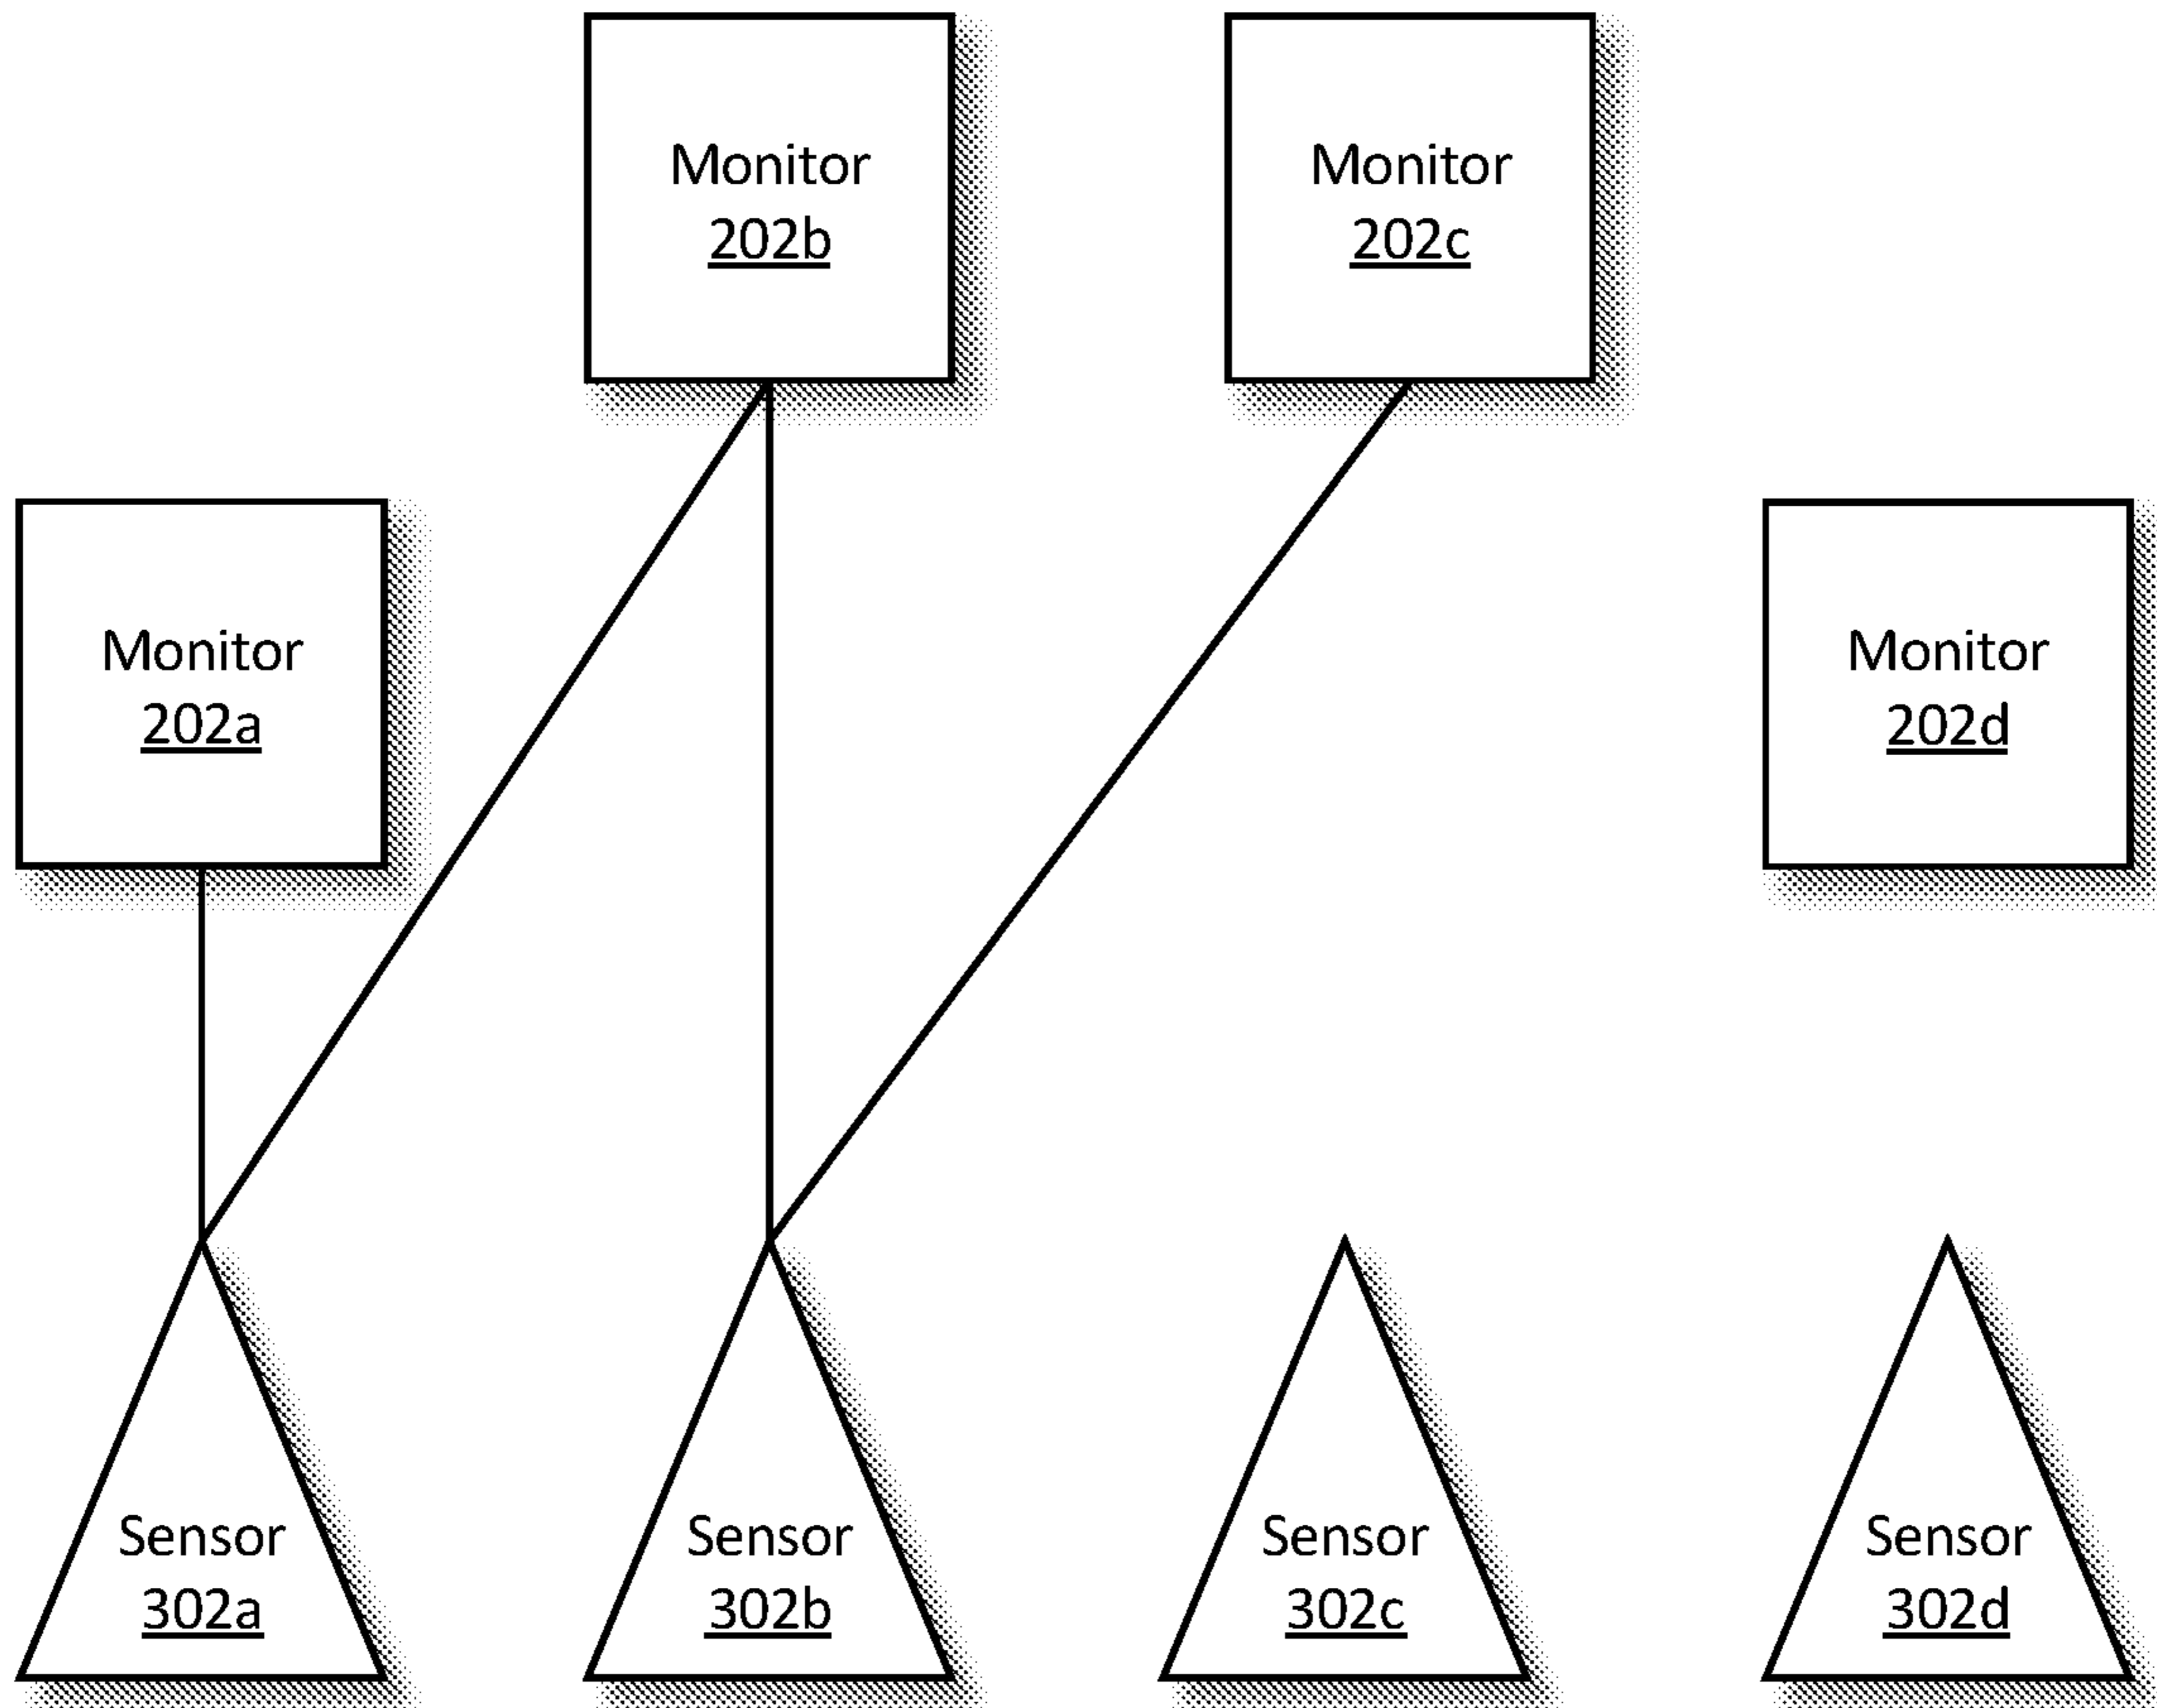 Monitor
202b
Monitor
202c
Monitor
202a
Monitor
202d
Sensor
302a
Sensor
302b
Sensor
302c
Sensor
302d